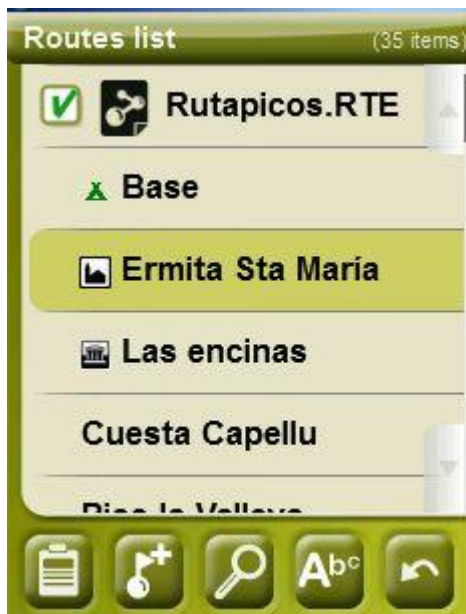 Routes list (35 items)
Rutapicos.RTE
Base
Ermita Sta María
Las encinas
Cuesta Capellu
Abc